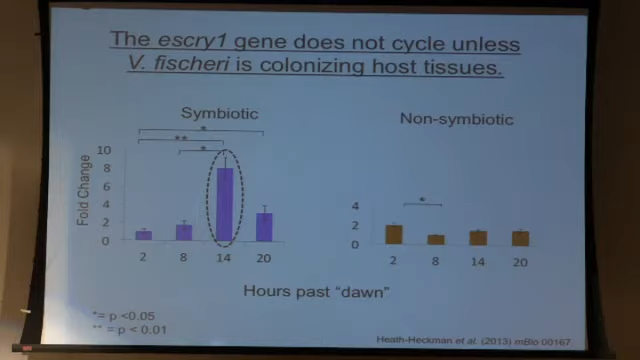 The escry1 gene does not cycle unless
V. fischeri is colonizing host tissues.
Symbiotic
Non-symbiotic
*
**
*
*
Fold Change
10
8
6
4
2
0
2 8 14 20
4
2
0
2 8 14 20
Hours past “dawn”
*= p <0.05
** = p < 0.01
Heath-Heckman et al. (2013) mBio 00167